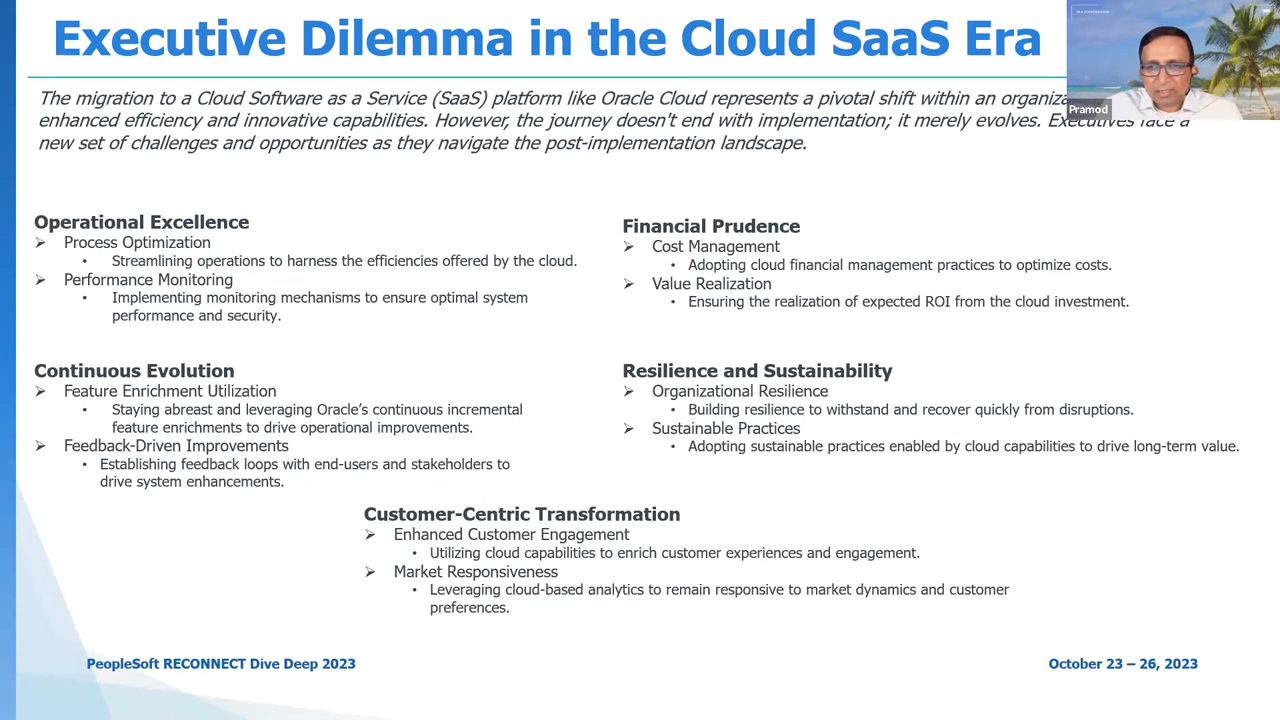 Executive Dilemma in the Cloud SaaS Era
The migration to a Cloud Software as a Service (SaaS) platform like Oracle Cloud represents a pivotal shift within an
enhanced efficiency and innovative capabilities. However, the journey doesn't end with implementation; it merely evolves. Executives face a
new set of challenges and opportunities as they navigate the post-implementation landscape.
Pramod
Operational Excellence
➢ Process Optimization
• Streamlining operations to harness the efficiencies offered by the cloud.
➢ Performance Monitoring
• Implementing monitoring mechanisms to ensure optimal system
performance and security.
Financial Prudence
➢ Cost Management
• Adopting cloud financial management practices to optimize costs.
➢ Value Realization
• Ensuring the realization of expected ROI from the cloud investment.
Continuous Evolution
➢ Feature Enrichment Utilization
• Staying abreast and leveraging Oracle’s continuous incremental
feature enrichments to drive operational improvements.
➢ Feedback-Driven Improvements
• Establishing feedback loops with end-users and stakeholders to
drive system enhancements.
Resilience and Sustainability
➢ Organizational Resilience
• Building resilience to withstand and recover quickly from disruptions.
➢ Sustainable Practices
• Adopting sustainable practices enabled by cloud capabilities to drive long-term value.
Customer-Centric Transformation
➢ Enhanced Customer Engagement
• Utilizing cloud capabilities to enrich customer experiences and engagement.
➢ Market Responsiveness
• Leveraging cloud-based analytics to remain responsive to market dynamics and customer
preferences.
PeopleSoft RECONNECT Dive Deep 2023
October 23 – 26, 2023